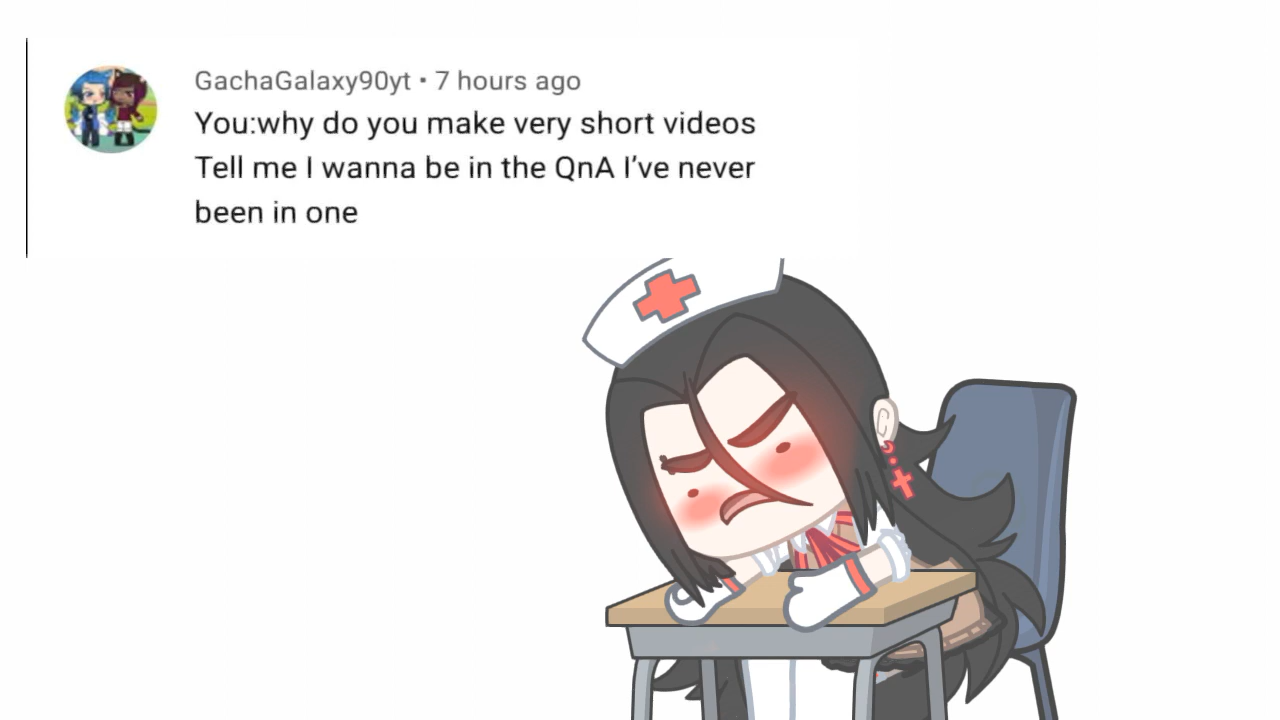 GachaGalaxy90yt • 7 hours ago
You:why do you make very short videos
Tell me I wanna be in the QnA I've never
been in one